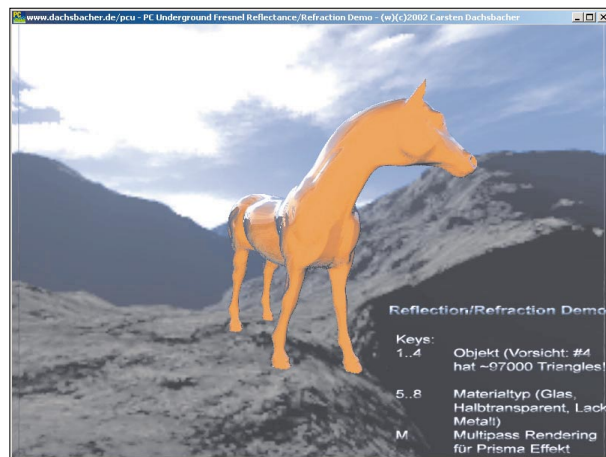 www.dachsbacher.de/pcu - PC Underground Fresnel Reflectance/Refraction Demo - (w)(c)2002 Carsten Dachsbacher
Reflection/Refraction Demo
Keys:
1..4 Objekt (Vorsicht: #4
hat ~97000 Triangles!
5..8 Materialtyp (Glas,
Halbtransparent, Lack
Metall)
M Multipass Rendering
für Prisma Effekt